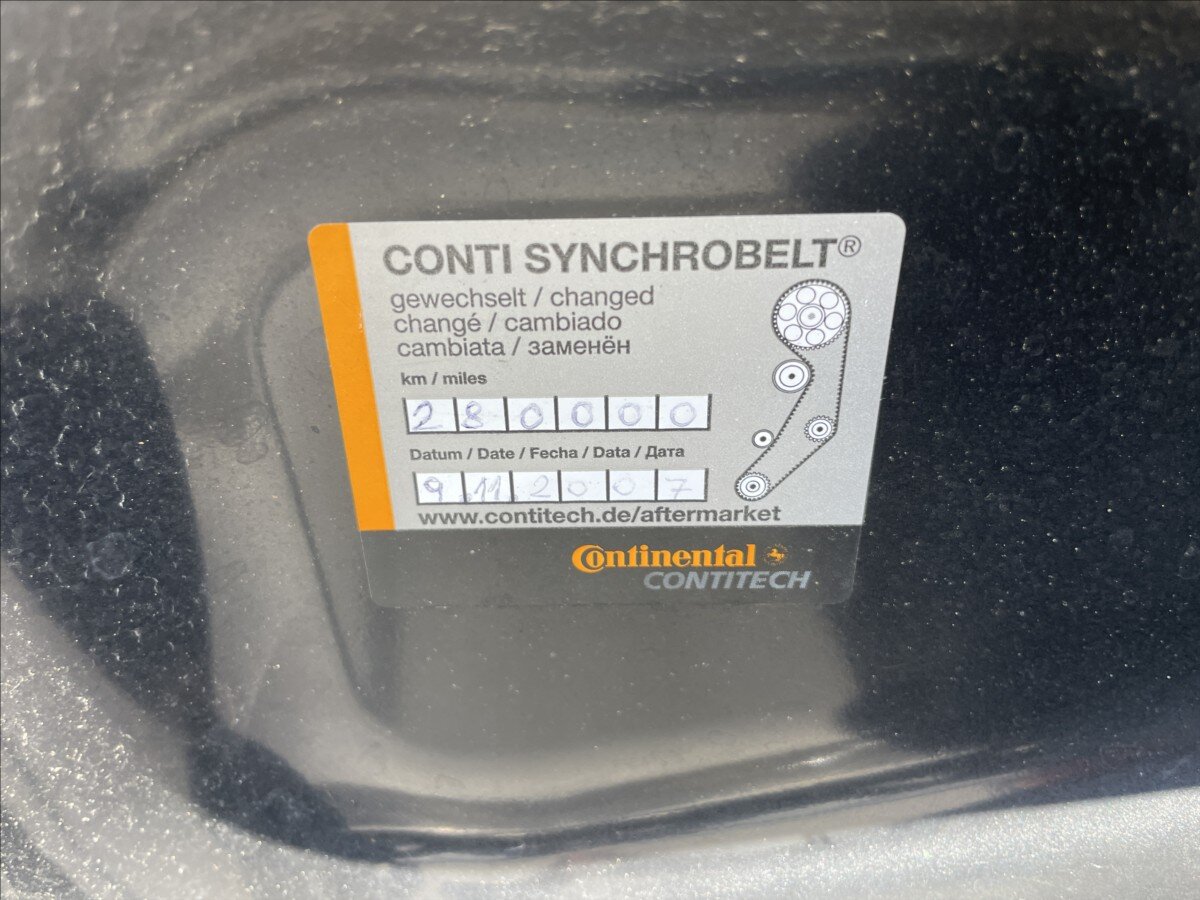 CONTI SYNCHROBELT®
gewechselt / changed
changé / cambiado
cambiata / заменён
km / miles
280000
Datum / Date / Fecha / Data / Дата
9.11.2007
www.contitech.de/aftermarket
Continental
CONTITECH